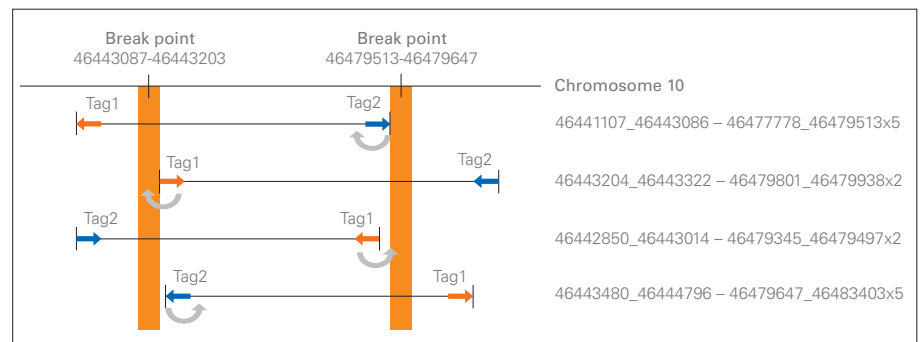 Break point
46443087-46443203
Break point
46479513-46479647
Chromosome 10
Tag1
Tag2
46441107_46443086 – 46477778_46479513x5
Tag1
Tag2
46443204_46443322 – 46479801_46479938x2
Tag2
Tag1
46442850_46443014 – 46479345_46479497x2
Tag2
Tag1
46443480_46444796 – 46479647_46483403x5